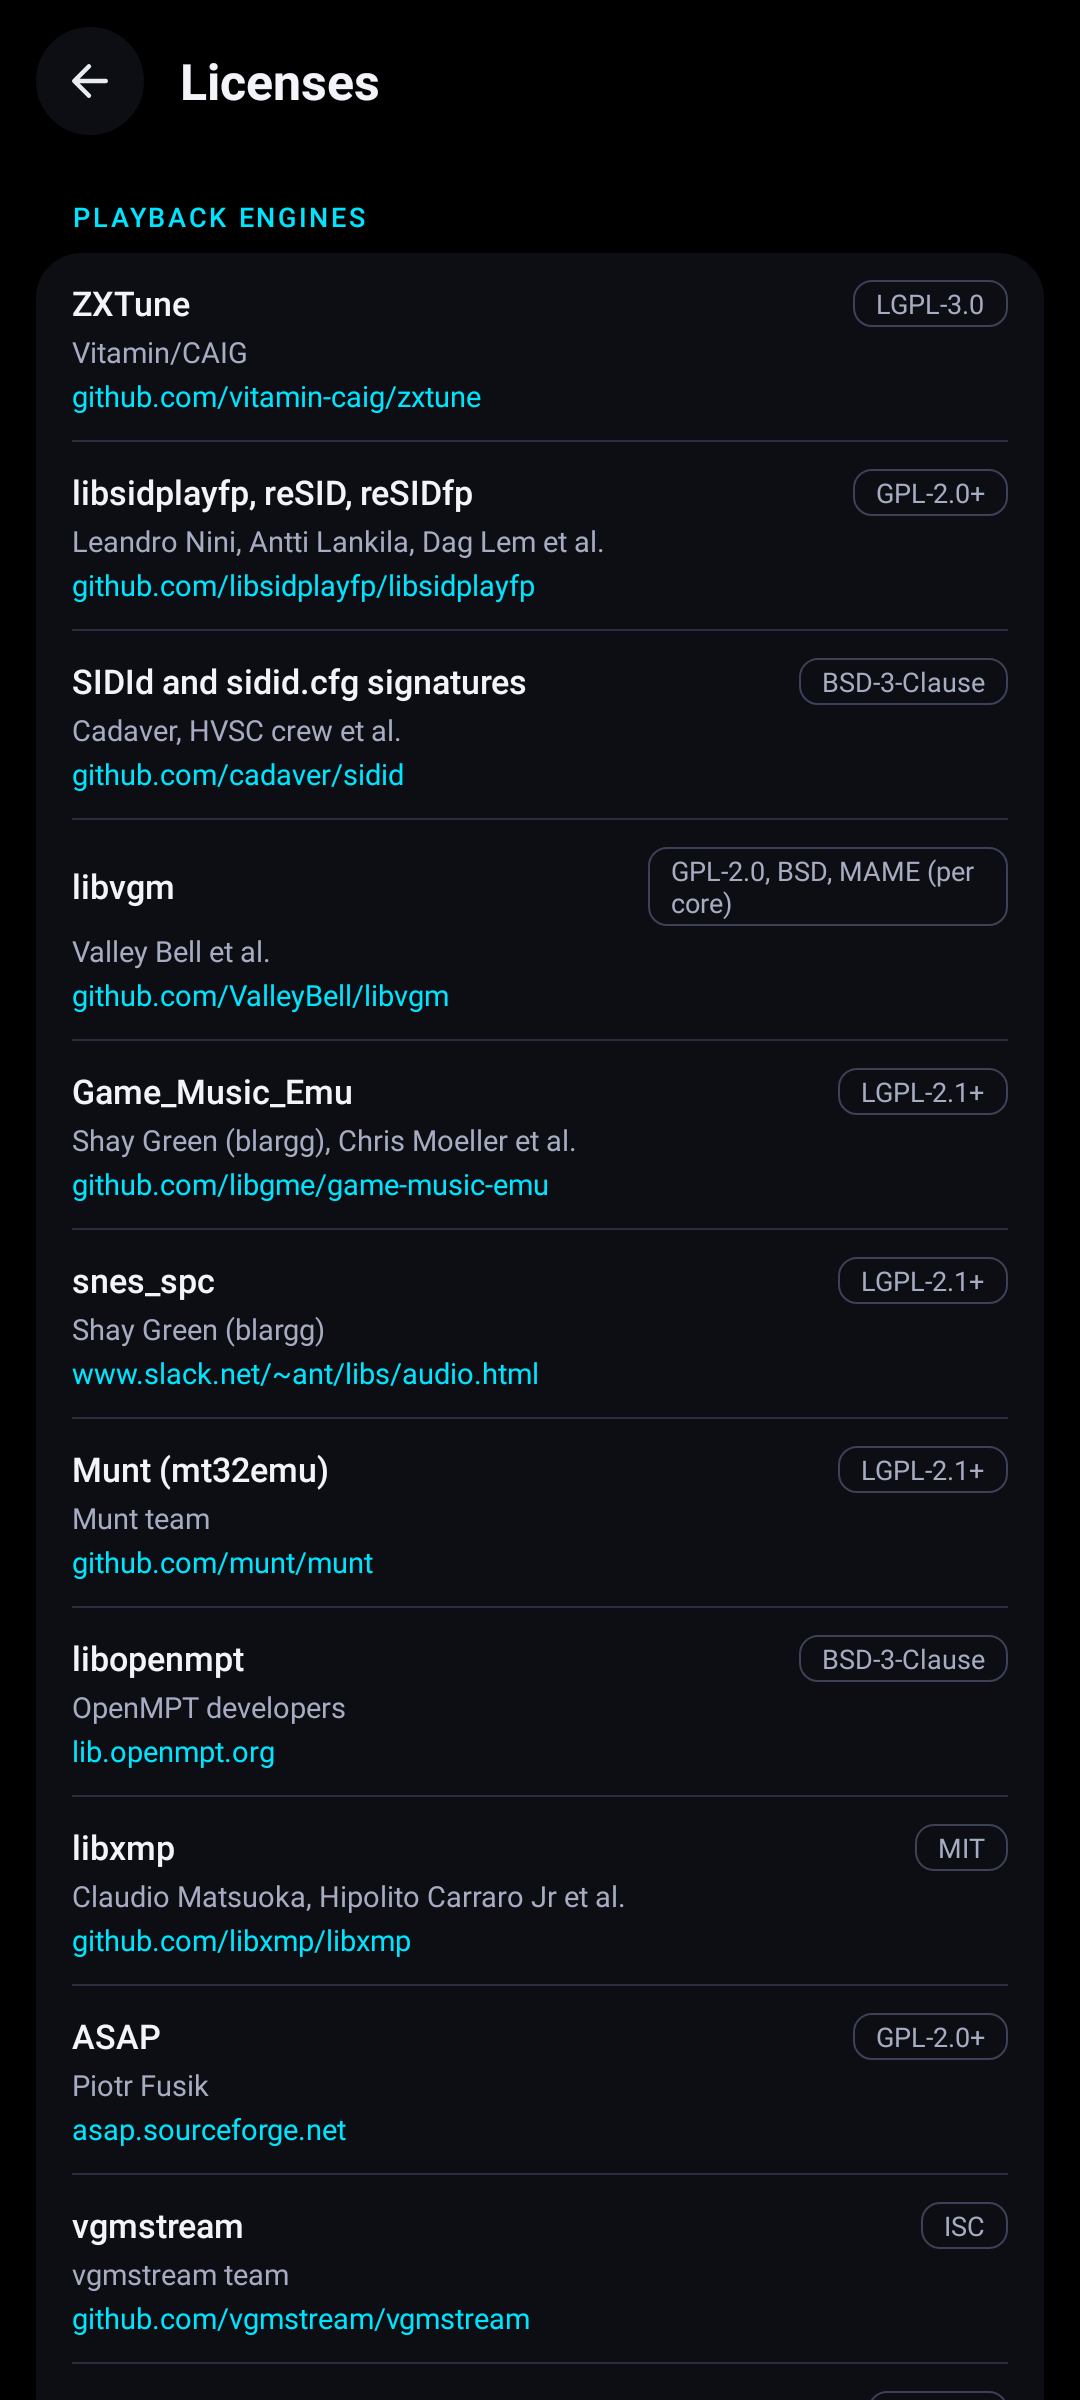 Licenses
PLAYBACK ENGINES
ZXTune
LGPL-3.0
Vitamin/CAIG
github.com/vitamin-caig/zxtune
libsidplayfp, reSID, reSIDfp
GPL-2.0+
Leandro Nini, Antti Lankila, Dag Lem et al.
github.com/libsidplayfp/libsidplayfp
SIDId and sidid.cfg signatures
BSD-3-Clause
Cadaver, HVSC crew et al.
github.com/cadaver/sidid
libvgm
GPL-2.0, BSD, MAME (per
core)
Valley Bell et al.
github.com/ValleyBell/libvgm
Game_Music_Emu
LGPL-2.1+
Shay Green (blargg), Chris Moeller et al.
github.com/libgme/game-music-emu
snes_spc
LGPL-2.1+
Shay Green (blargg)
www.slack.net/~ant/libs/audio.html
Munt (mt32emu)
LGPL-2.1+
Munt team
github.com/munt/munt
libopenmpt
BSD-3-Clause
OpenMPT developers
lib.openmpt.org
libxmp
MIT
Claudio Matsuoka, Hipolito Carraro Jr et al.
github.com/libxmp/libxmp
ASAP
GPL-2.0+
Piotr Fusik
asap.sourceforge.net
vgmstream
ISC
vgmstream team
github.com/vgmstream/vgmstream